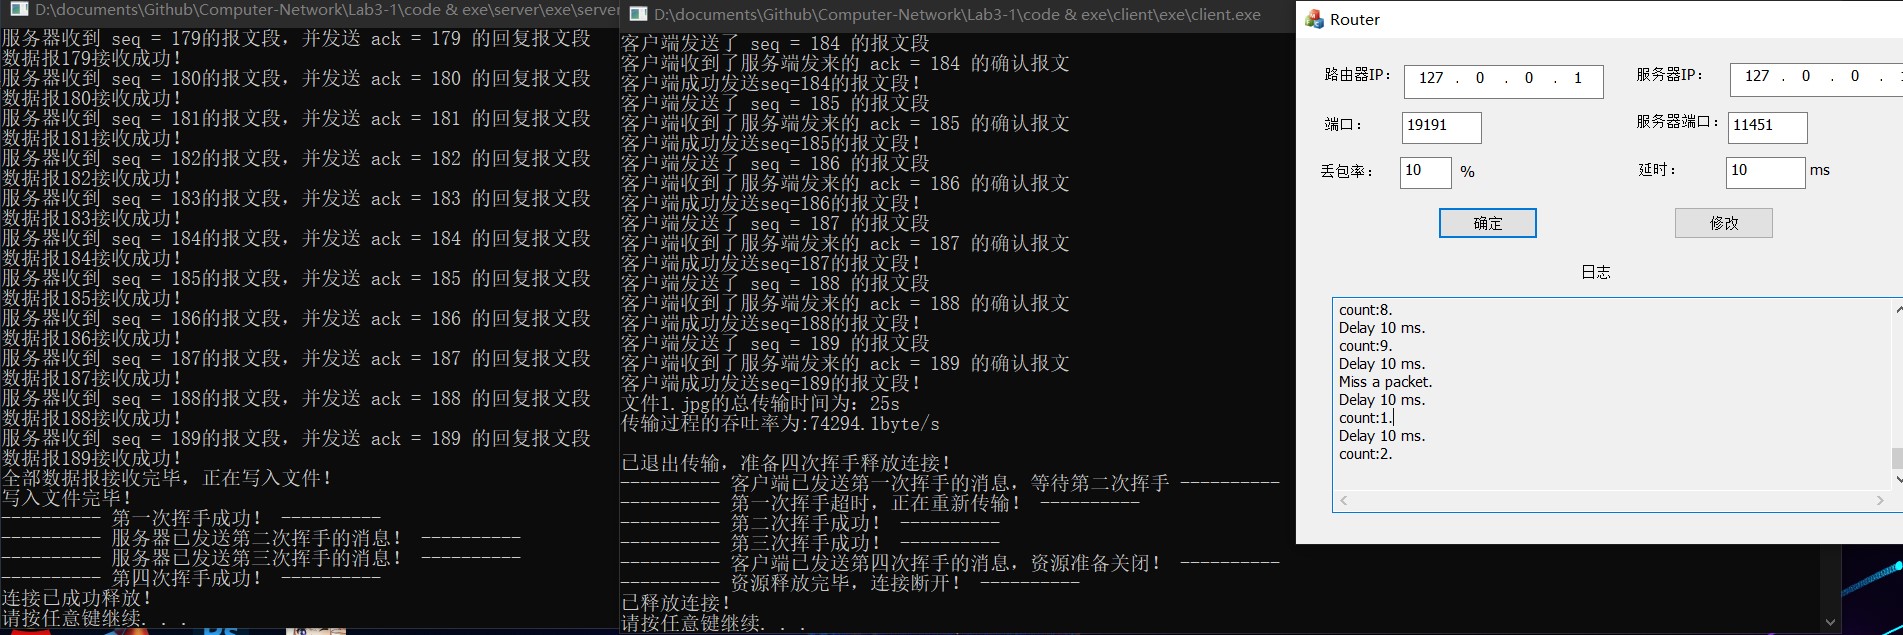 D:\documents\Github\Computer-Network\Lab3-1\code & exe\server\exe\server
服务器收到 seq = 179的报文段，并发送 ack = 179 的回复报文段
数据报179接收成功！
服务器收到 seq = 180的报文段，并发送 ack = 180 的回复报文段
数据报180接收成功！
服务器收到 seq = 181的报文段，并发送 ack = 181 的回复报文段
数据报181接收成功！
服务器收到 seq = 182的报文段，并发送 ack = 182 的回复报文段
数据报182接收成功！
服务器收到 seq = 183的报文段，并发送 ack = 183 的回复报文段
数据报183接收成功！
服务器收到 seq = 184的报文段，并发送 ack = 184 的回复报文段
数据报184接收成功！
服务器收到 seq = 185的报文段，并发送 ack = 185 的回复报文段
数据报185接收成功！
服务器收到 seq = 186的报文段，并发送 ack = 186 的回复报文段
数据报186接收成功！
服务器收到 seq = 187的报文段，并发送 ack = 187 的回复报文段
数据报187接收成功！
服务器收到 seq = 188的报文段，并发送 ack = 188 的回复报文段
数据报188接收成功！
服务器收到 seq = 189的报文段，并发送 ack = 189 的回复报文段
数据报189接收成功！
全部数据报接收完毕，正在写入文件！
写入文件完毕！
---------- 第一次挥手成功！ ----------
---------- 服务器已发送第二次挥手的消息！ ----------
---------- 服务器已发送第三次挥手的消息！ ----------
---------- 第四次挥手成功！ ----------
连接已成功释放！
请按任意键继续. . .
D:\documents\Github\Computer-Network\Lab3-1\code & exe\client\exe\client.exe
客户端发送了 seq = 184 的报文段
客户端收到了服务端发来的 ack = 184 的确认报文
客户端成功发送seq=184的报文段！
客户端发送了 seq = 185 的报文段
客户端收到了服务端发来的 ack = 185 的确认报文
客户端成功发送seq=185的报文段！
客户端发送了 seq = 186 的报文段
客户端收到了服务端发来的 ack = 186 的确认报文
客户端成功发送seq=186的报文段！
客户端发送了 seq = 187 的报文段
客户端收到了服务端发来的 ack = 187 的确认报文
客户端成功发送seq=187的报文段！
客户端发送了 seq = 188 的报文段
客户端收到了服务端发来的 ack = 188 的确认报文
客户端成功发送seq=188的报文段！
客户端发送了 seq = 189 的报文段
客户端收到了服务端发来的 ack = 189 的确认报文
客户端成功发送seq=189的报文段！
文件1.jpg的总传输时间为: 25s
传输过程的吞吐率为:74294.1byte/s
已退出传输，准备四次挥手释放连接！
---------- 客户端已发送第一次挥手的消息，等待第二次挥手 ----------
---------- 第一次挥手超时，正在重新传输！ ----------
---------- 第二次挥手成功！ ----------
---------- 第三次挥手成功！ ----------
---------- 客户端已发送第四次挥手的消息，资源准备关闭！ ----------
---------- 资源释放完毕，连接断开！ ----------
已释放连接！
请按任意键继续. . .
Router
路由器IP： 127 . 0 . 0 . 1 服务器IP： 127 . 0 . 0 .
端口： 19191 服务器端口： 11451
丢包率： 10 % 延时： 10 ms
确定 修改
日志
count:8.
Delay 10 ms.
count:9.
Delay 10 ms.
Miss a packet.
Delay 10 ms.
count:1.
Delay 10 ms.
count:2.
Ps